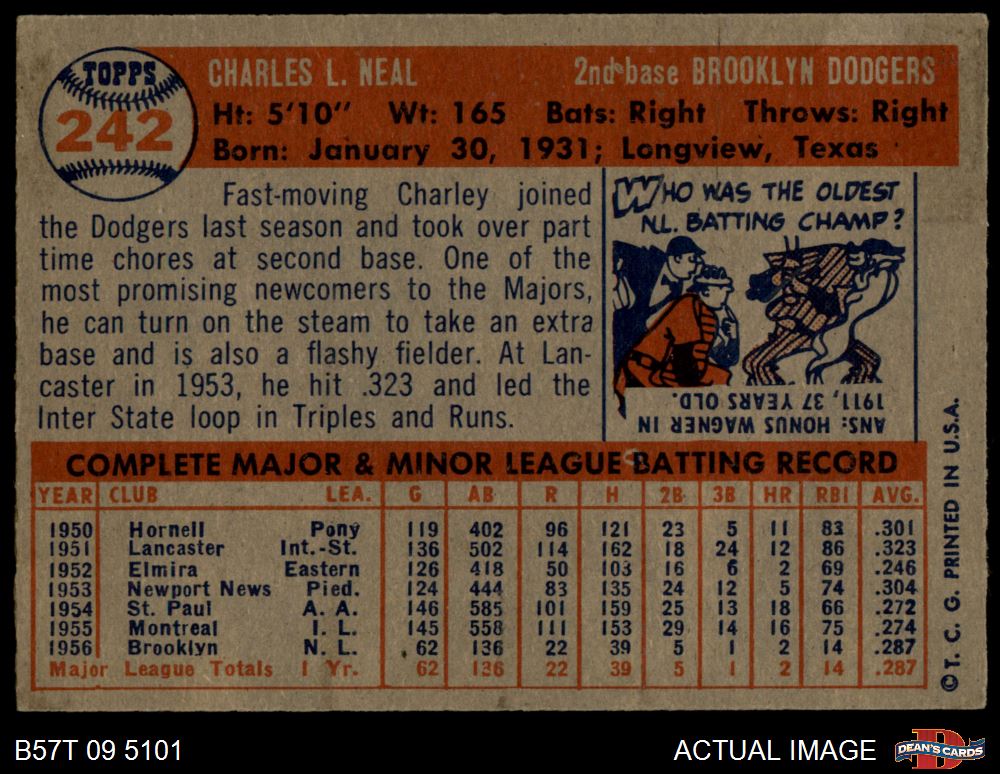 TOPPS
242
CHARLES L. NEAL 2nd base BROOKLYN DODGERS
Ht: 5'10" Wt: 165 Bats: Right Throws: Right
Born: January 30, 1931; Longview, Texas
Fast-moving Charley joined
the Dodgers last season and took over part
time chores at second base. One of the
most promising newcomers to the Majors,
he can turn on the steam to take an extra
base and is also a flashy fielder. At Lan-
caster in 1953, he hit .323 and led the
Inter State loop in Triples and Runs.
WHO WAS THE OLDEST
N.L. BATTING CHAMP?
ANS: HONUS WAGNER IN
1911, 37 YEARS OLD.
COMPLETE MAJOR & MINOR LEAGUE BATTING RECORD
YEAR CLUB LEA. G AB R H 2B 3B HR RBI AVG.
1950 Hornell Pony 119 402 96 121 23 5 11 83 .301
1951 Lancaster Int.-St. 136 502 114 162 18 24 12 86 .323
1952 Elmira Eastern 126 418 50 103 16 6 2 69 .246
1953 Newport News Pied. 124 444 83 135 24 12 5 74 .304
1954 St. Paul A. A. 146 585 101 159 25 13 18 66 .272
1955 Montreal I. L. 145 558 111 153 29 14 16 75 .274
1956 Brooklyn N. L. 62 136 22 39 5 1 2 14 .287
Major League Totals 1 Yr. 62 136 22 39 5 1 2 14 .287
© T. C. G. PRINTED IN U.S.A.
B57T 09 5101
ACTUAL IMAGE
DEAN'S CARDS